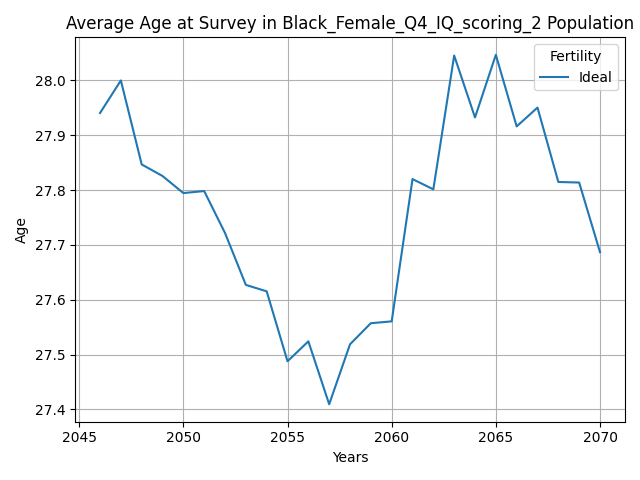 Average Age at Survey in Black_Female_Q4_IQ_scoring_2 Population
Fertility
Ideal
28.0
27.9
27.8
27.7
27.6
27.5
27.4
Age
2045
2050
2055
2060
2065
2070
Years